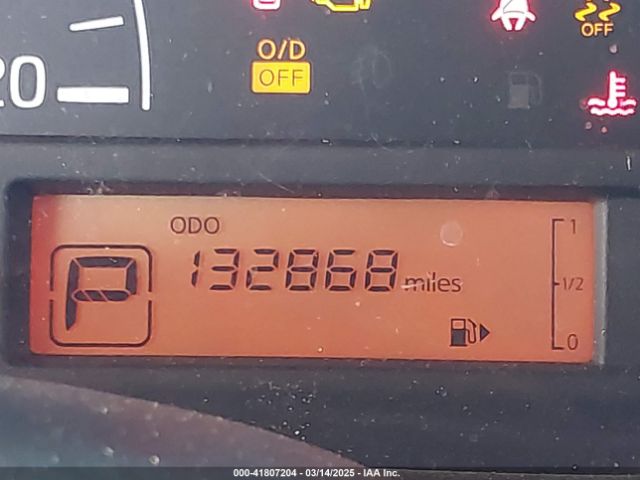 O/D
OFF
OFF
20
ODO
132868 miles
P
1
1/2
0
000-41807204 - 03/14/2025 - IAA Inc.